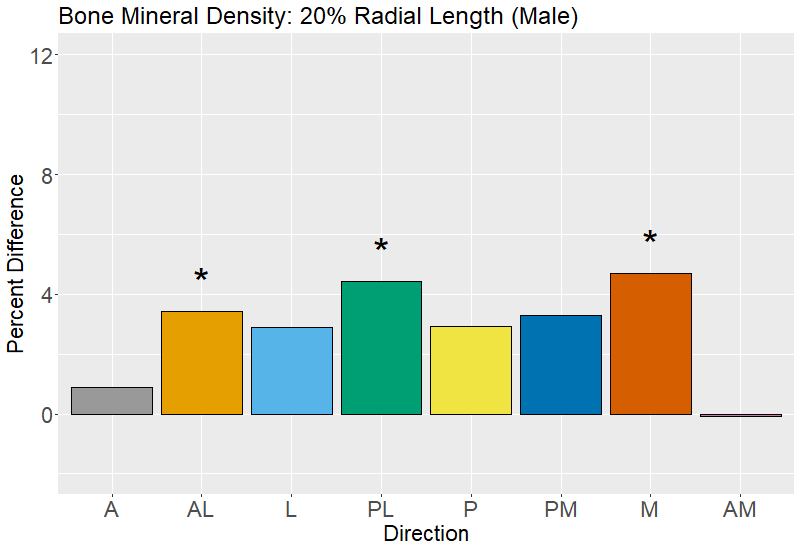 Bone Mineral Density: 20% Radial Length (Male)
Percent Difference
12
8
4
0
*
*
*
A AL L PL P PM M AM
Direction